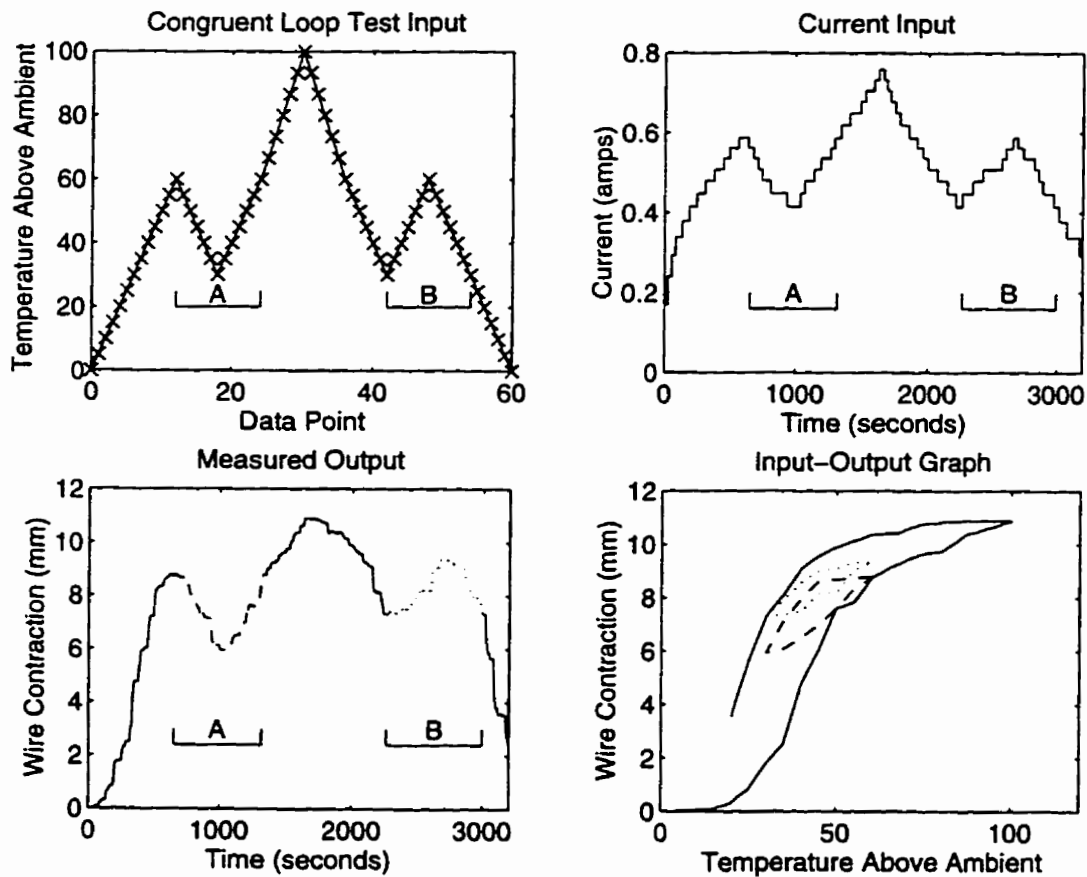 Congruent Loop Test Input
Temperature Above Ambient
100
80
60
40
20
0
A
B
0
20
40
60
Data Point
Current Input
Current (amps)
0.8
0.6
0.4
0.2
0
A
B
0
1000
2000
3000
Time (seconds)
Measured Output
Wire Contraction (mm)
12
10
8
6
4
2
0
A
B
0
1000
2000
3000
Time (seconds)
Input–Output Graph
Wire Contraction (mm)
12
10
8
6
4
2
0
0
50
100
Temperature Above Ambient